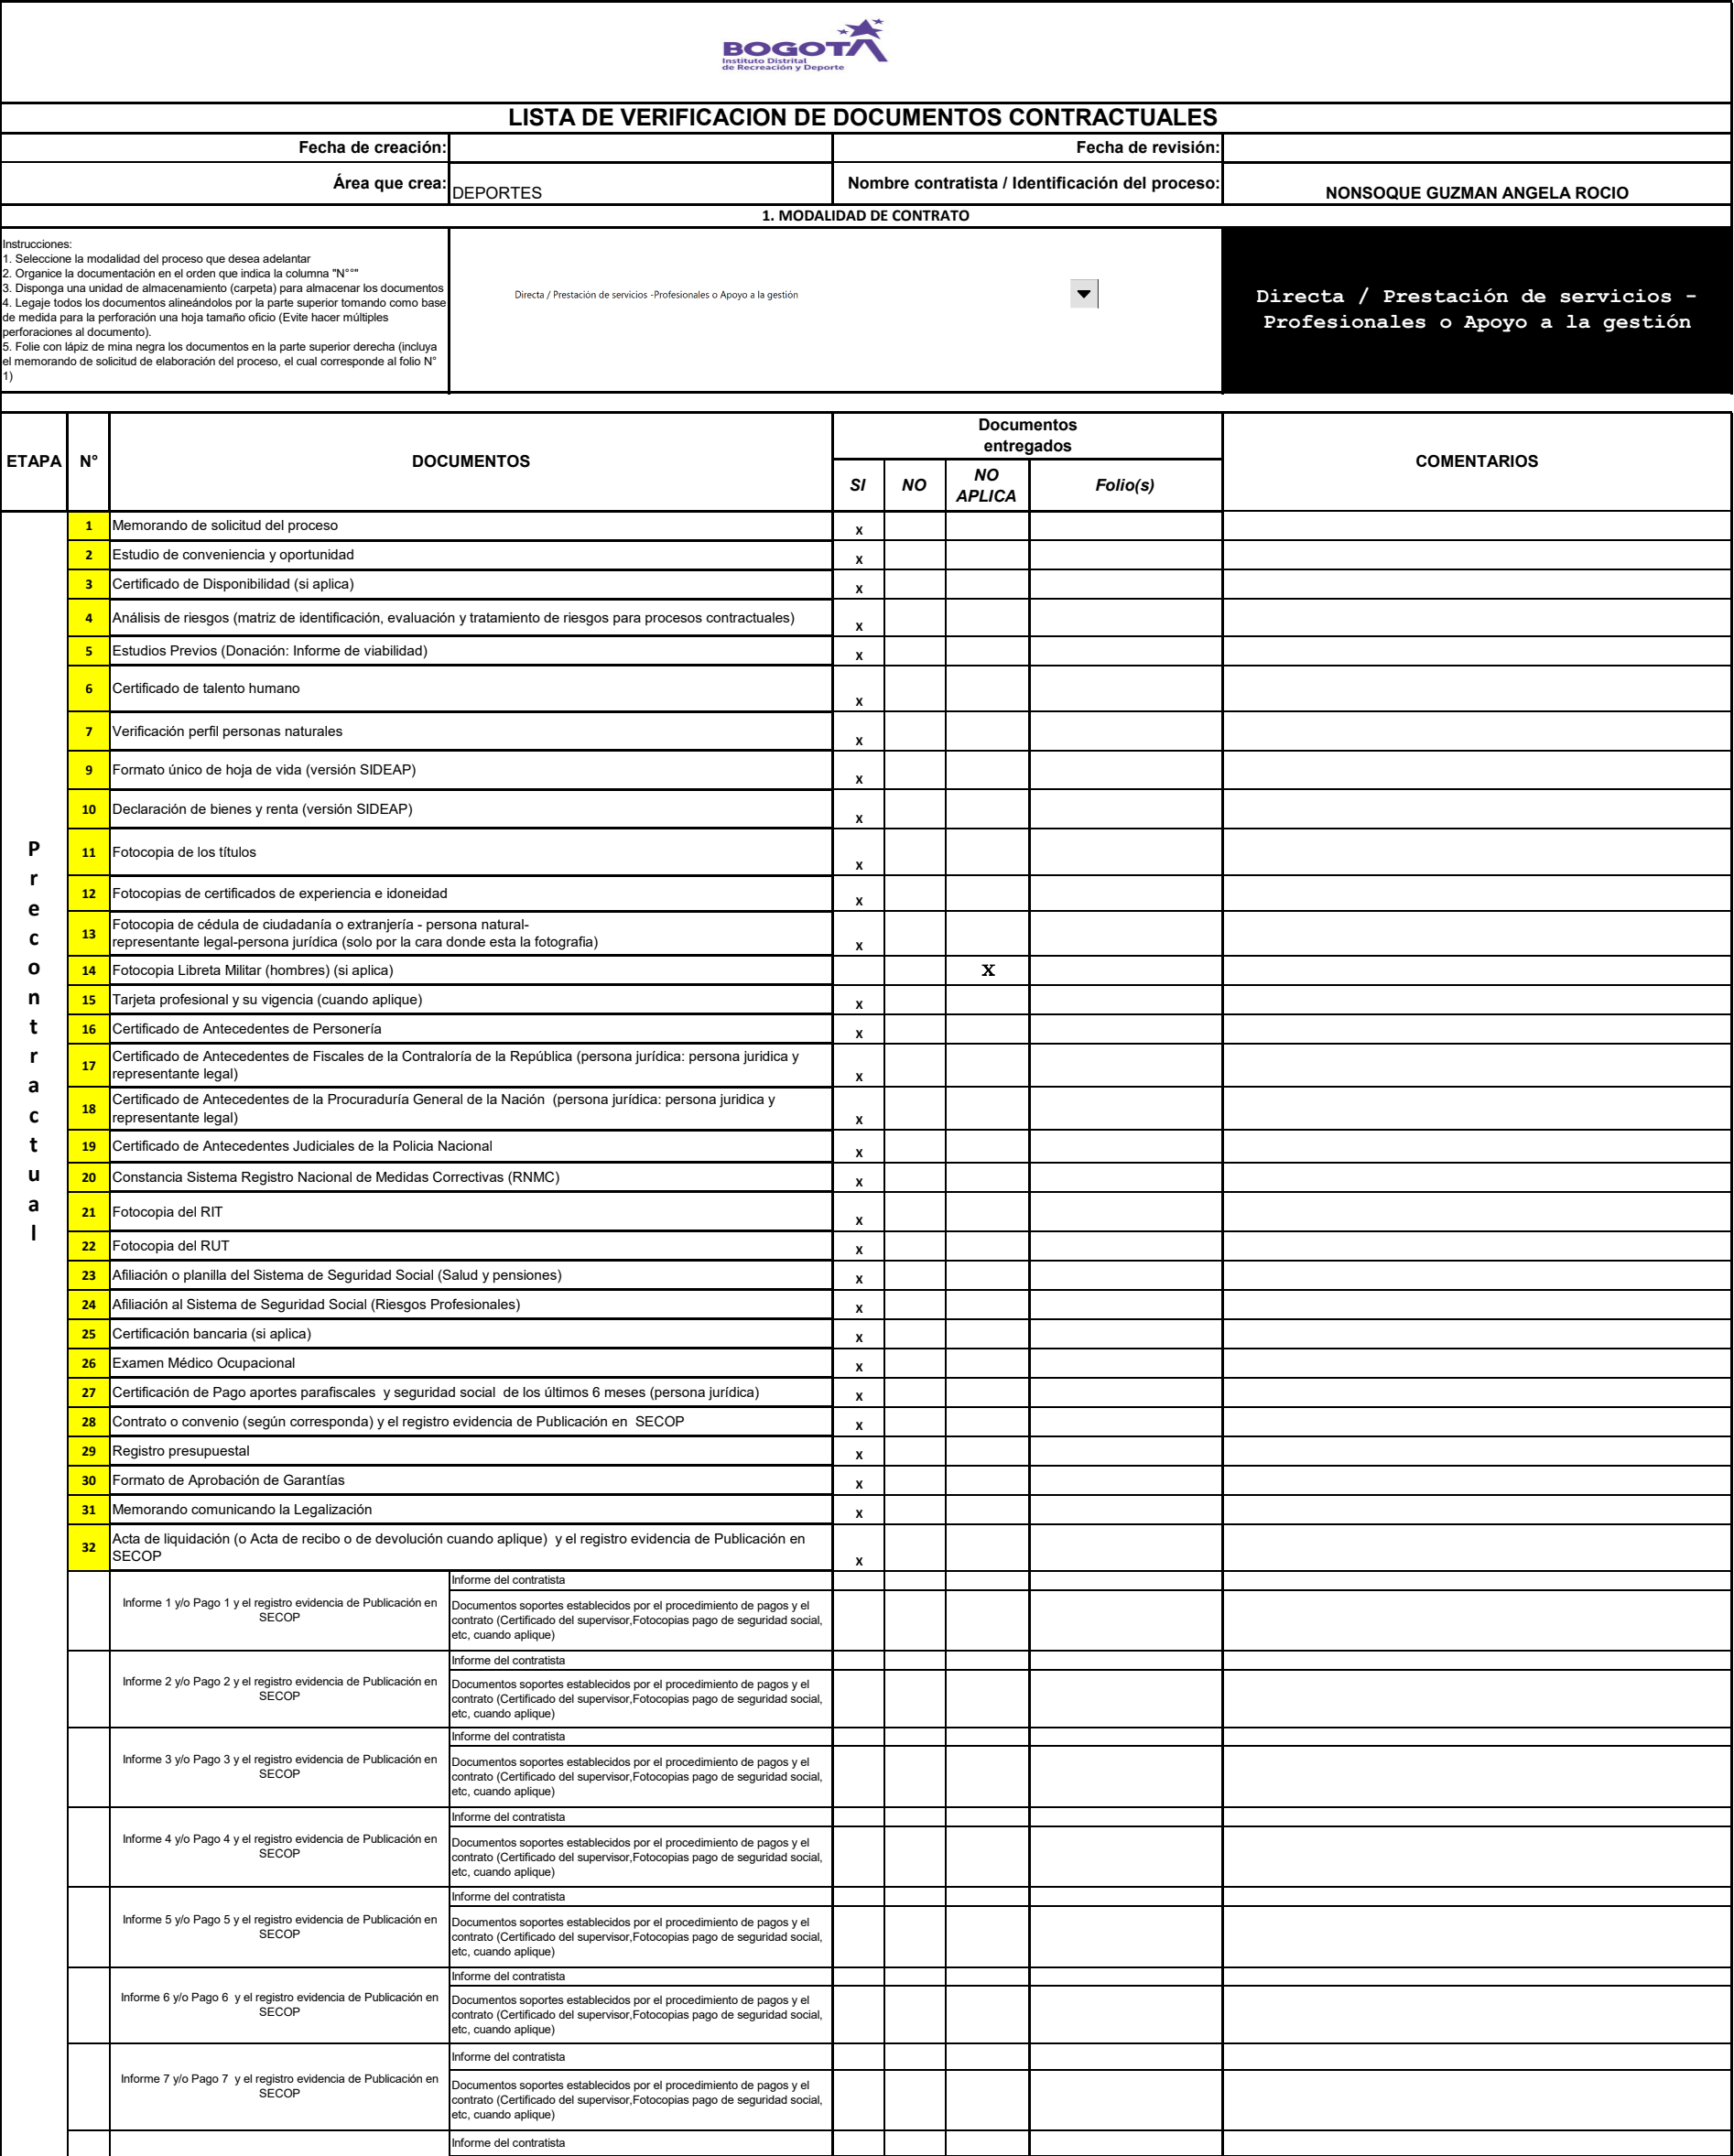 BOGOTA
Instituto Distrital
de Recreación y Deporte
LISTA DE VERIFICACION DE DOCUMENTOS CONTRACTUALES
Fecha de creación: Fecha de revisión:
Área que crea: DEPORTES Nombre contratista / Identificación del proceso: NONSOQUE GUZMAN ANGELA ROCIO
1. MODALIDAD DE CONTRATO
Instrucciones:
1. Seleccione la modalidad del proceso que desea adelantar
2. Organice la documentación en el orden que indica la columna "N°°"
3. Disponga una unidad de almacenamiento (carpeta) para almacenar los documentos
4. Legaje todos los documentos alineándolos por la parte superior tomando como base
de medida para la perforación una hoja tamaño oficio (Evite hacer múltiples
perforaciones al documento).
5. Folie con lápiz de mina negra los documentos en la parte superior derecha (incluya
el memorando de solicitud de elaboración del proceso, el cual corresponde al folio N°
1)
Directa / Prestación de servicios -Profesionales o Apoyo a la gestión
Directa / Prestación de servicios -
Profesionales o Apoyo a la gestión
ETAPA N° DOCUMENTOS
Documentos
entregados
SI NO NO
APLICA
Folio(s)
COMENTARIOS
Precontractual
1 Memorando de solicitud del proceso x
2 Estudio de conveniencia y oportunidad x
3 Certificado de Disponibilidad (si aplica) x
4 Análisis de riesgos (matriz de identificación, evaluación y tratamiento de riesgos para procesos contractuales) x
5 Estudios Previos (Donación: Informe de viabilidad) x
6 Certificado de talento humano x
7 Verificación perfil personas naturales x
9 Formato único de hoja de vida (versión SIDEAP) x
10 Declaración de bienes y renta (versión SIDEAP) x
11 Fotocopia de los títulos x
12 Fotocopias de certificados de experiencia e idoneidad x
13 Fotocopia de cédula de ciudadanía o extranjería - persona natural-
representante legal-persona jurídica (solo por la cara donde esta la fotografia) x
14 Fotocopia Libreta Militar (hombres) (si aplica) x
15 Tarjeta profesional y su vigencia (cuando aplique) x
16 Certificado de Antecedentes de Personería x
17 Certificado de Antecedentes de Fiscales de la Contraloría de la República (persona jurídica: persona juridica y
representante legal) x
18 Certificado de Antecedentes de la Procuraduría General de la Nación (persona jurídica: persona juridica y
representante legal) x
19 Certificado de Antecedentes Judiciales de la Policia Nacional x
20 Constancia Sistema Registro Nacional de Medidas Correctivas (RNMC) x
21 Fotocopia del RIT x
22 Fotocopia del RUT x
23 Afiliación o planilla del Sistema de Seguridad Social (Salud y pensiones) x
24 Afiliación al Sistema de Seguridad Social (Riesgos Profesionales) x
25 Certificación bancaria (si aplica) x
26 Examen Médico Ocupacional x
27 Certificación de Pago aportes parafiscales y seguridad social de los últimos 6 meses (persona jurídica) x
28 Contrato o convenio (según corresponda) y el registro evidencia de Publicación en SECOP x
29 Registro presupuestal x
30 Formato de Aprobación de Garantías x
31 Memorando comunicando la Legalización x
32 Acta de liquidación (o Acta de recibo o de devolución cuando aplique) y el registro evidencia de Publicación en
SECOP x
Informe 1 y/o Pago 1 y el registro evidencia de Publicación en
SECOP
Informe del contratista
Documentos soportes establecidos por el procedimiento de pagos y el
contrato (Certificado del supervisor,Fotocopias pago de seguridad social,
etc, cuando aplique)
Informe 2 y/o Pago 2 y el registro evidencia de Publicación en
SECOP
Informe del contratista
Documentos soportes establecidos por el procedimiento de pagos y el
contrato (Certificado del supervisor,Fotocopias pago de seguridad social,
etc, cuando aplique)
Informe 3 y/o Pago 3 y el registro evidencia de Publicación en
SECOP
Informe del contratista
Documentos soportes establecidos por el procedimiento de pagos y el
contrato (Certificado del supervisor,Fotocopias pago de seguridad social,
etc, cuando aplique)
Informe 4 y/o Pago 4 y el registro evidencia de Publicación en
SECOP
Informe del contratista
Documentos soportes establecidos por el procedimiento de pagos y el
contrato (Certificado del supervisor,Fotocopias pago de seguridad social,
etc, cuando aplique)
Informe 5 y/o Pago 5 y el registro evidencia de Publicación en
SECOP
Informe del contratista
Documentos soportes establecidos por el procedimiento de pagos y el
contrato (Certificado del supervisor,Fotocopias pago de seguridad social,
etc, cuando aplique)
Informe 6 y/o Pago 6 y el registro evidencia de Publicación en
SECOP
Informe del contratista
Documentos soportes establecidos por el procedimiento de pagos y el
contrato (Certificado del supervisor,Fotocopias pago de seguridad social,
etc, cuando aplique)
Informe 7 y/o Pago 7 y el registro evidencia de Publicación en
SECOP
Informe del contratista
Documentos soportes establecidos por el procedimiento de pagos y el
contrato (Certificado del supervisor,Fotocopias pago de seguridad social,
etc, cuando aplique)
Informe del contratista